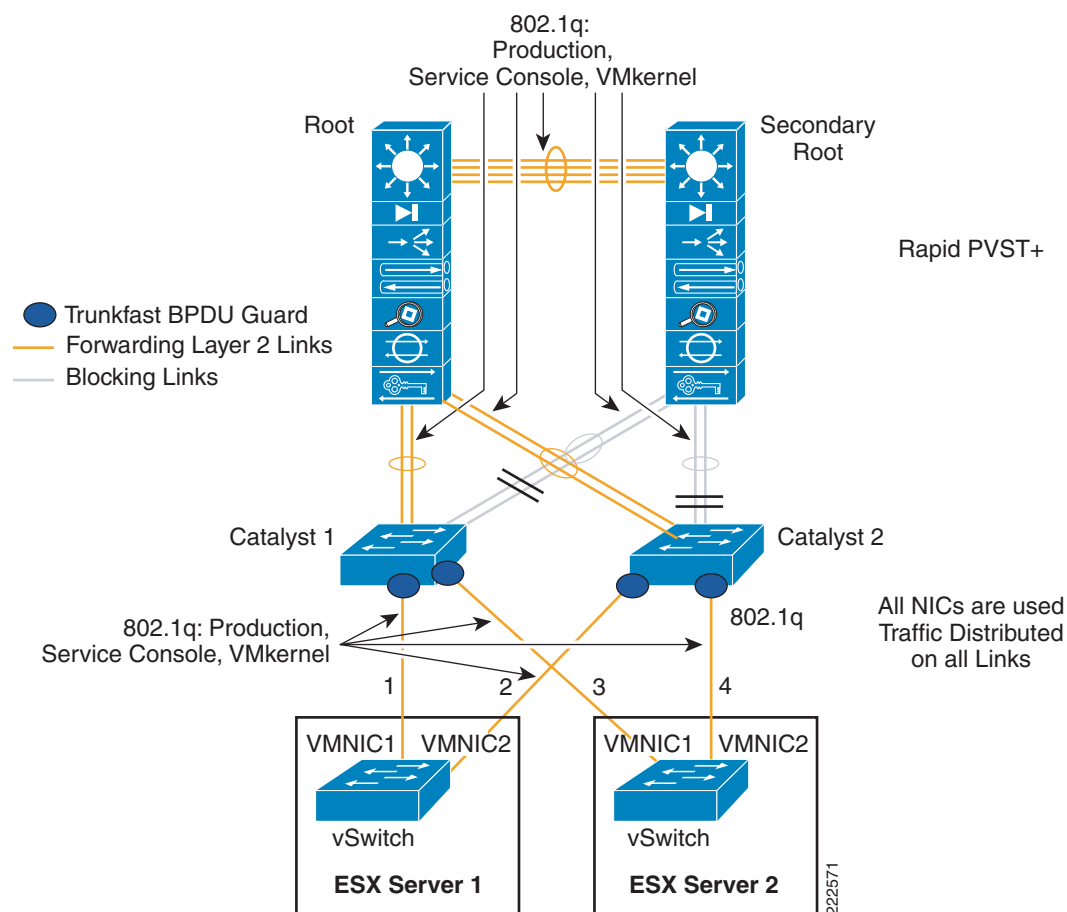 802.1q:
Production,
Service Console, VMkernel
Root
Secondary
Root
Rapid PVST+
Trunkfast BPDU Guard
Forwarding Layer 2 Links
Blocking Links
Catalyst 1
Catalyst 2
802.1q: Production,
Service Console, VMkernel
802.1q
All NICs are used
Traffic Distributed
on all Links
1
2
3
4
VMNIC1
VMNIC2
VMNIC1
VMNIC2
vSwitch
vSwitch
ESX Server 1
ESX Server 2
222571